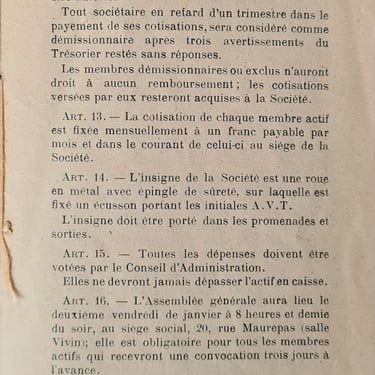 Tout sociétaire en retard d'un trimestre dans le
payement de ses cotisations, sera considéré comme
démissionnaire après trois avertissements du
Trésorier restés sans réponses.
Les membres démissionnaires ou exclus n'auront
droit à aucun remboursement ; les cotisations
versées par eux resteront acquises à la Société.
ART. 13. — La cotisation de chaque membre actif
est fixée mensuellement à un franc payable par
mois et dans le courant de celui-ci au siège de la
Société.
ART. 14. — L'insigne de la Société est une roue
en métal avec épingle de sûreté, sur laquelle est
fixé un écusson portant les initiales A.V.T.
L'insigne doit être porté dans les promenades et
sorties.
ART. 15. — Toutes les dépenses doivent être
votées par le Conseil d'Administration.
Elles ne devront jamais dépasser l'actif en caisse.
ART. 16. — L'Assemblée générale aura lieu le
deuxième vendredi de janvier à 8 heures et demie
du soir, au siège social, 20, rue Maurepas (salle
Vivin); elle est obligatoire pour tous les membres
actifs qui recevront une convocation trois jours à
l'avance.